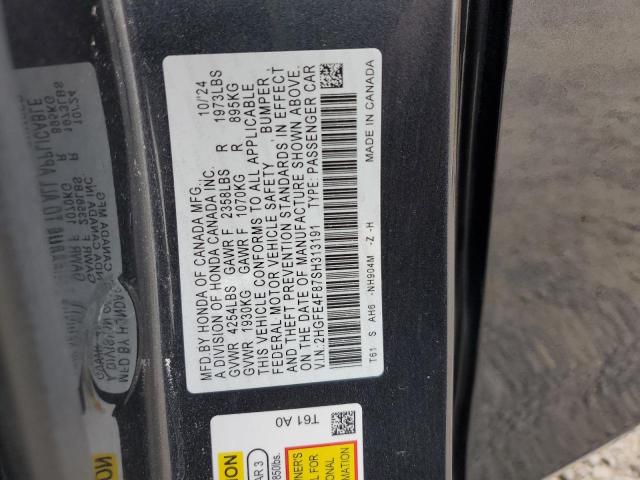 MFD.BY HONDA OF CANADA MFG. 10/'24
A DIVISION OF HONDA CANADA INC.
GVWR 4254LBS GAWR F 2358LBS R 1973LBS
GVWR 1930KG GAWR F 1070KG R 895KG
THIS VEHICLE CONFORMS TO ALL APPLICABLE
FEDERAL MOTOR VEHICLE SAFETY, BUMPER,
AND THEFT PREVENTION STANDARDS IN EFFECT
ON THE DATE OF MANUFACTURE SHOWN ABOVE.
V.I.N.:2HGFE4F87SH313191 TYPE:PASSENGER CAR
T61 S AH6 -NH904M -Z -H MADE IN CANADA
T61 A0
850lbs.